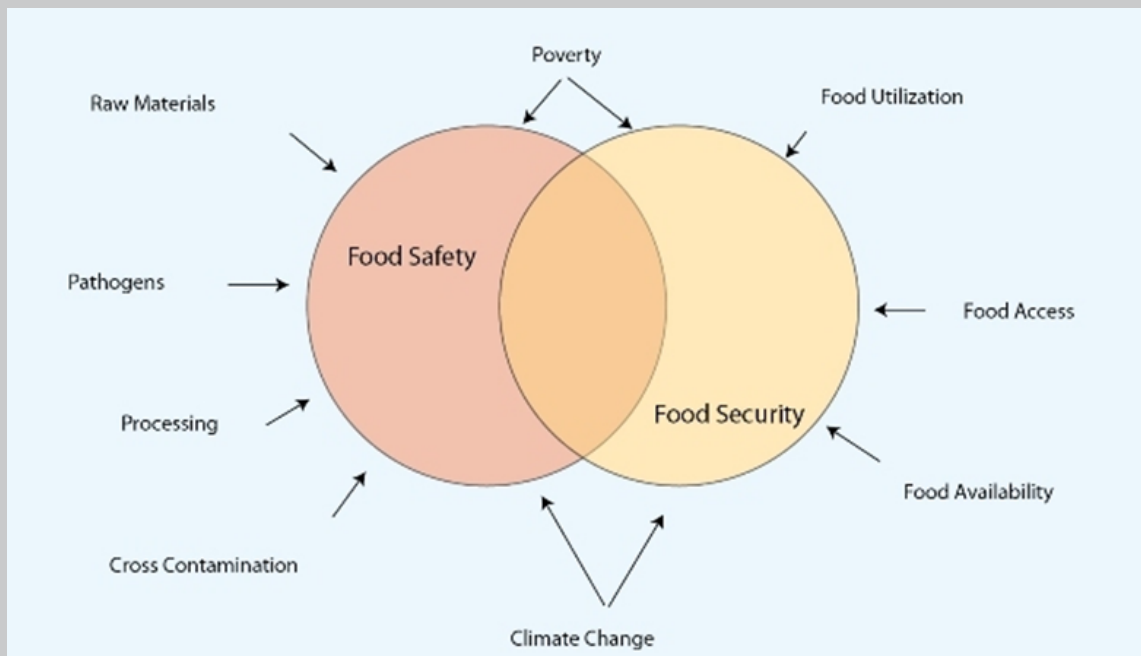 Poverty
Raw Materials
Food Utilization
Food Safety
Pathogens
Food Access
Food Security
Processing
Food Availability
Cross Contamination
Climate Change